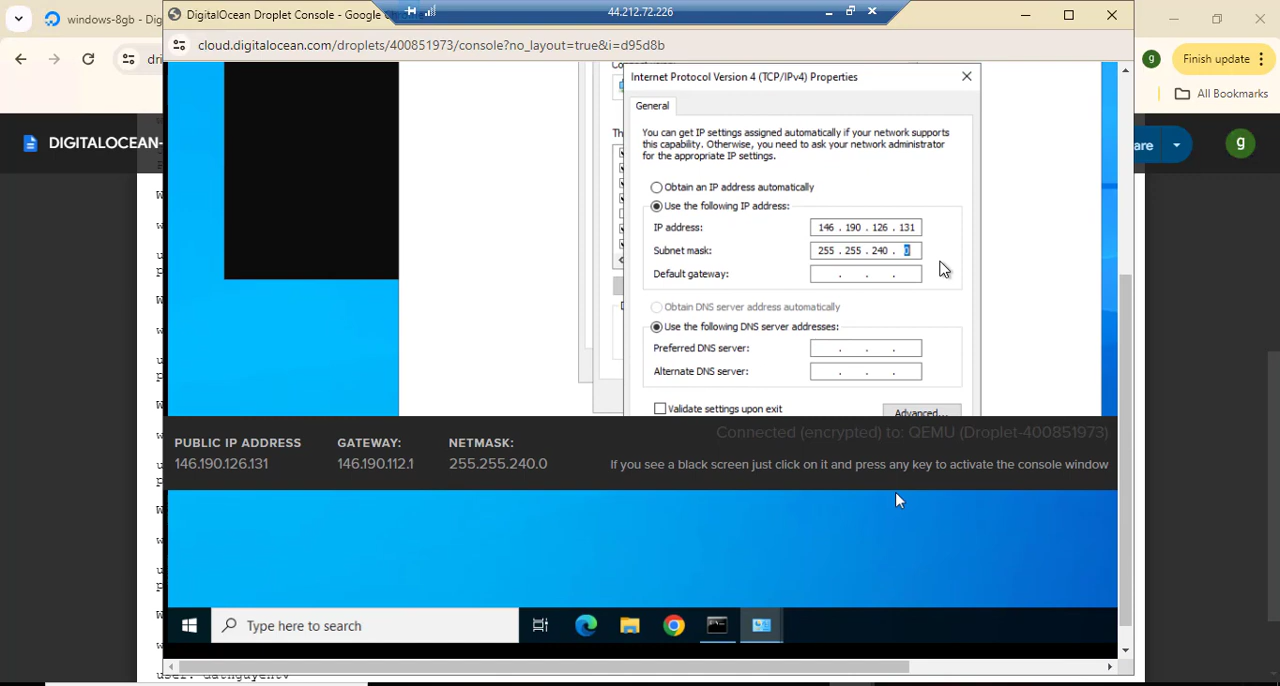 windows-8gb - Dig
DigitalOcean Droplet Console - Google
44.212.72.226
cloud.digitalocean.com/droplets/400851973/console?no_layout=true&i=d95d8b
dri
g
Finish update
All Bookmarks
DIGITALOCEAN-
are
g
Internet Protocol Version 4 (TCP/IPv4) Properties
General
You can get IP settings assigned automatically if your network supports
this capability. Otherwise, you need to ask your network administrator
for the appropriate IP settings.
Th
Obtain an IP address automatically
Use the following IP address:
IP address:
146 . 190 . 126 . 131
Subnet mask:
255 . 255 . 240 . 0
Default gateway:
. . .
Obtain DNS server address automatically
Use the following DNS server addresses:
Preferred DNS server:
. . .
Alternate DNS server:
. . .
Validate settings upon exit
Advanced...
Connected (encrypted) to: QEMU (Droplet-400851973)
PUBLIC IP ADDRESS
GATEWAY:
NETMASK:
146.190.126.131
146.190.112.1
255.255.240.0
If you see a black screen just click on it and press any key to activate the console window
Type here to search